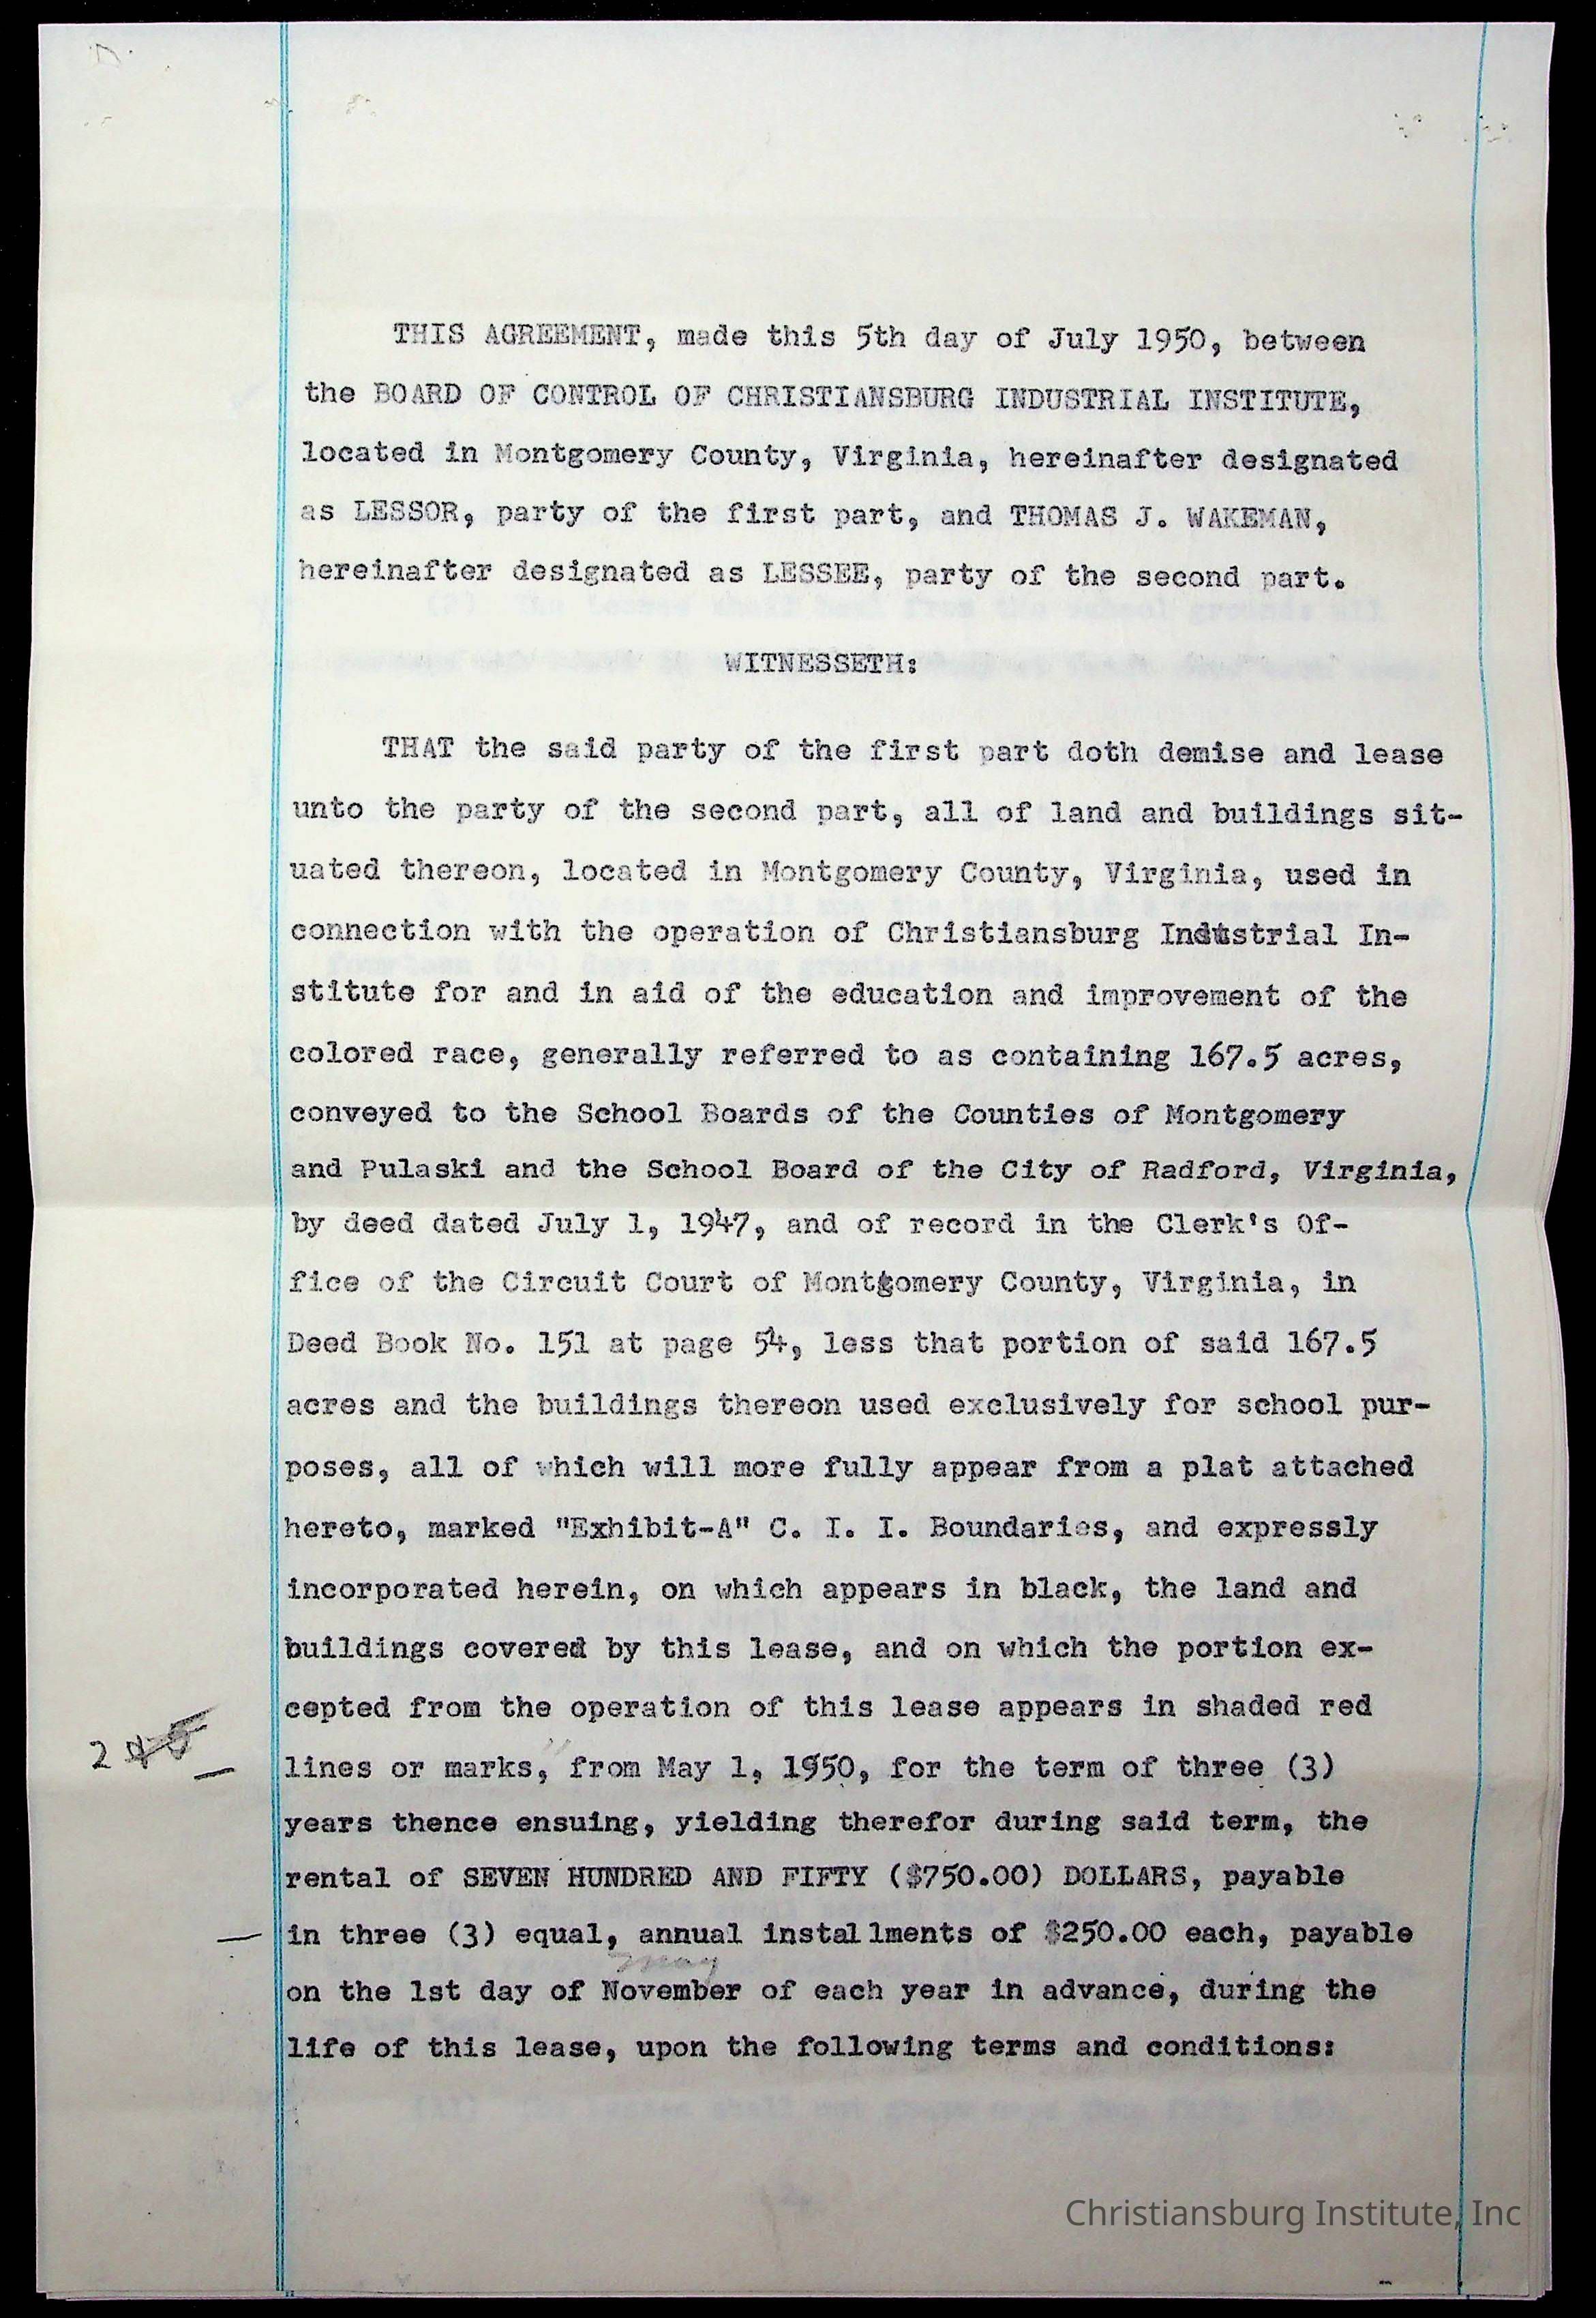 THIS AGREEMENT, made this 5th day of July 1950, between
the BOARD OF CONTROL OF CHRISTIANSBURG INDUSTRIAL INSTITUTE,
located in Montgomery County, Virginia, hereinafter designated
as LESSOR, party of the first part, and THOMAS J. WAKEMAN,
hereinafter designated as LESSEE, party of the second part.
WITNESSETH:
THAT the said party of the first part doth demise and lease
unto the party of the second part, all of land and buildings sit-
uated thereon, located in Montgomery County, Virginia, used in
connection with the operation of Christiansburg Industrial In-
stitute for and in aid of the education and improvement of the
colored race, generally referred to as containing 167.5 acres,
conveyed to the School Boards of the Counties of Montgomery
and Pulaski and the School Board of the City of Radford, Virginia,
by deed dated July 1, 1947, and of record in the Clerk's Of-
fice of the Circuit Court of Montgomery County, Virginia, in
Deed Book No. 151 at page 54, less that portion of said 167.5
acres and the buildings thereon used exclusively for school pur-
poses, all of which will more fully appear from a plat attached
hereto, marked "Exhibit-A" C. I. I. Boundaries, and expressly
incorporated herein, on which appears in black, the land and
buildings covered by this lease, and on which the portion ex-
cepted from the operation of this lease appears in shaded red
lines or marks, from May 1, 1950, for the term of three (3)
years thence ensuing, yielding therefor during said term, the
rental of SEVEN HUNDRED AND FIFTY ($750.00) DOLLARS, payable
in three (3) equal, annual installments of $250.00 each, payable
may
on the 1st day of November of each year in advance, during the
life of this lease, upon the following terms and conditions:
Christiansburg Institute, Inc